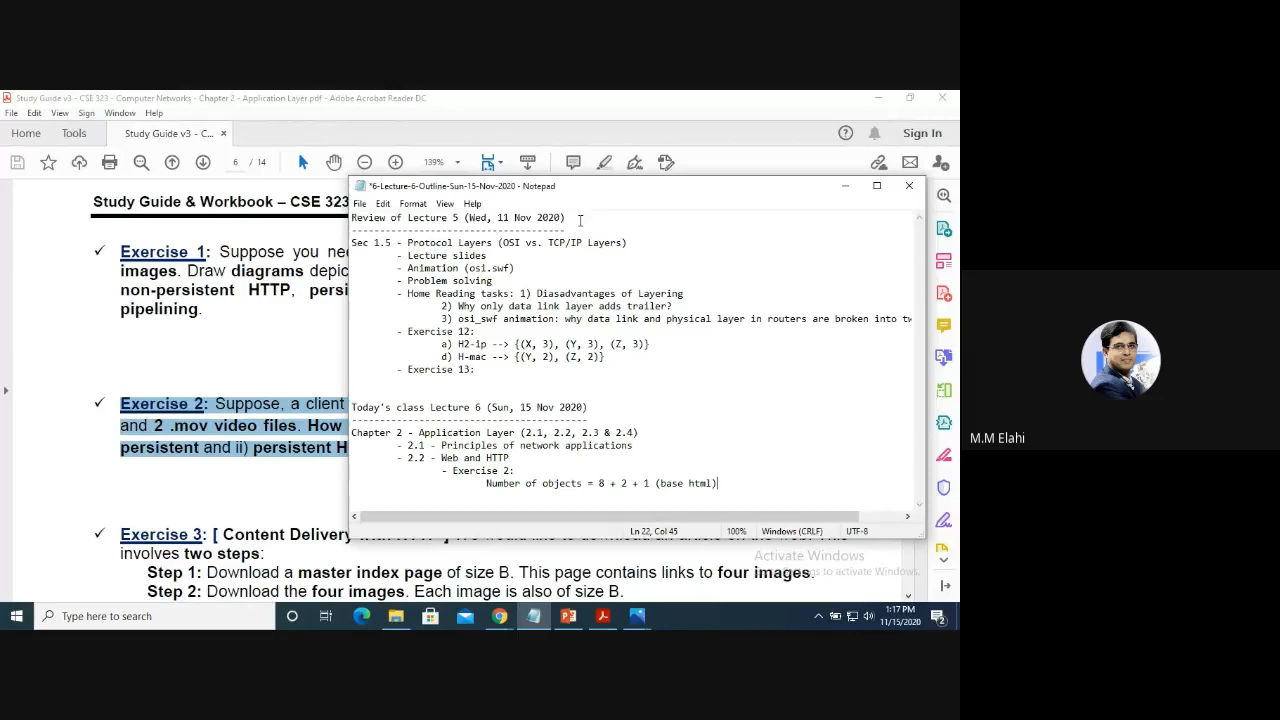 Study Guide v3 - CSE 323 - Computer Networks - Chapter 2 - Application Layer.pdf - Adobe Acrobat Reader DC
File Edit View Sign Window Help
Home Tools Study Guide v3 - C... × ? Sign In
6 / 14 139%
Study Guide & Workbook – CSE 323
✓ Exercise 1: Suppose you nee
images. Draw diagrams depic
non-persistent HTTP, persi
pipelining.
✓ Exercise 2: Suppose, a client
and 2 .mov video files. How
persistent and ii) persistent H
✓ Exercise 3: [ Content Delivery
involves two steps:
Step 1: Download a master index page of size B. This page contains links to four images.
Step 2: Download the four images. Each image is also of size B.
*6-Lecture-6-Outline-Sun-15-Nov-2020 - Notepad
File Edit Format View Help
Review of Lecture 5 (Wed, 11 Nov 2020)
--------------------------------------
Sec 1.5 - Protocol Layers (OSI vs. TCP/IP Layers)
- Lecture slides
- Animation (osi.swf)
- Problem solving
- Home Reading tasks: 1) Diasadvantages of Layering
2) Why only data link layer adds trailer?
3) osi_swf animation: why data link and physical layer in routers are broken into tw
- Exercise 12:
a) H2-ip --> {(X, 3), (Y, 3), (Z, 3)}
d) H-mac --> {(Y, 2), (Z, 2)}
- Exercise 13:
Today's class Lecture 6 (Sun, 15 Nov 2020)
------------------------------------------
Chapter 2 - Application Layer (2.1, 2.2, 2.3 & 2.4)
- 2.1 - Principles of network applications
- 2.2 - Web and HTTP
- Exercise 2:
Number of objects = 8 + 2 + 1 (base html)
Ln 22, Col 45 100% Windows (CRLF) UTF-8
Activate Windows
to activate Windows.
Type here to search
1:17 PM
11/15/2020
2
M.M Elahi